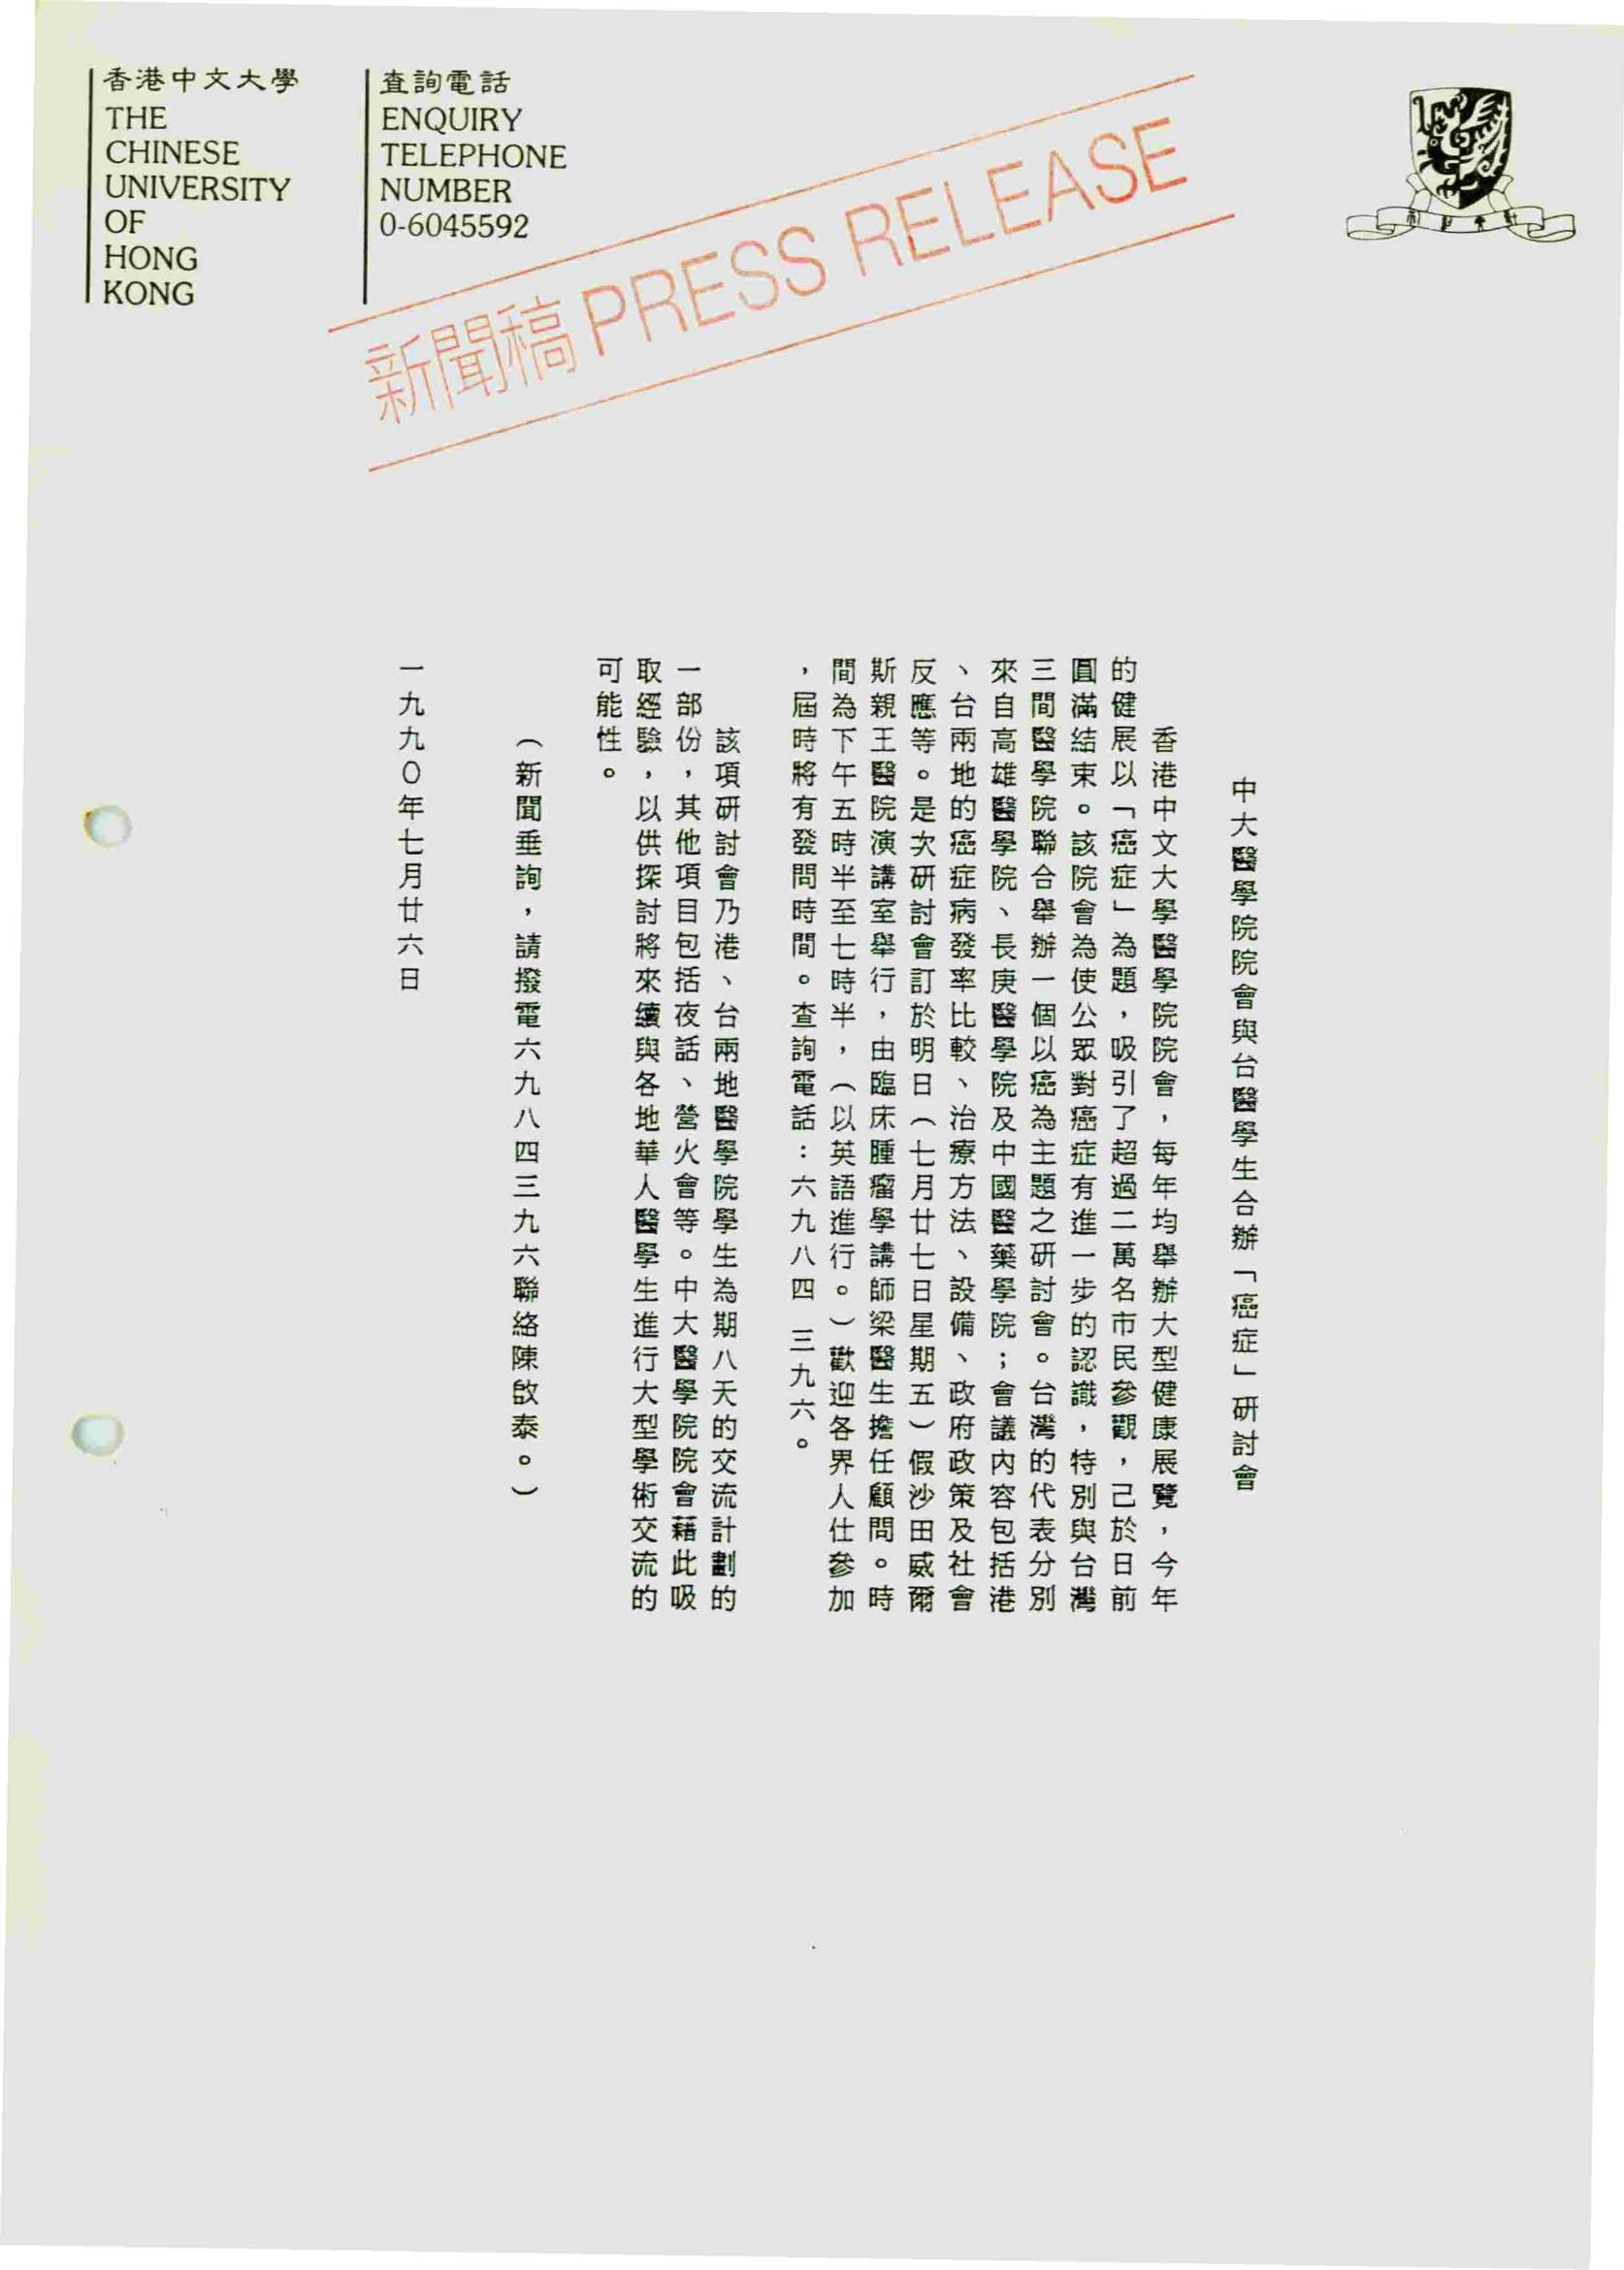 香港中文大學
THE
CHINESE
UNIVERSITY
OF
HONG
KONG
查詢電話
ENQUIRY
TELEPHONE
NUMBER
0-6045592
新聞稿 PRESS RELEASE
中大醫學院院會與台醫學生合辦「癌症」研討會
香港中文大學醫學院院會，每年均舉辦大型健康展覽，今年
的健展以「癌症」為題，吸引了超過二萬名市民參觀，己於日前
圓滿結束。該院會為使公眾對癌症有進一步的認識，特別與台灣
三間醫學院聯合舉辦一個以癌為主題之研討會。台灣的代表分別
來自高雄醫學院、長庚醫學院及中國醫藥學院；會議內容包括港
、台兩地的癌症病發率比較、治療方法、設備、政府政策及社會
反應等。是次研討會訂於明日（七月廿七日星期五）假沙田威爾
斯親王醫院演講室舉行，由臨床腫瘤學講師梁醫生擔任顧問。時
間為下午五時半至七時半，（以英語進行。）歡迎各界人仕參加
，屆時將有發問時間。查詢電話：六九八四 三九六。
該項研討會乃港、台兩地醫學院學生為期八天的交流計劃的
一部份，其他項目包括夜話、營火會等。中大醫學院院會藉此吸
取經驗，以供探討將來續與各地華人醫學生進行大型學術交流的
可能性。
（新聞垂詢，請撥電六九八四三九六聯絡陳啟泰。）
一九九○年七月廿六日